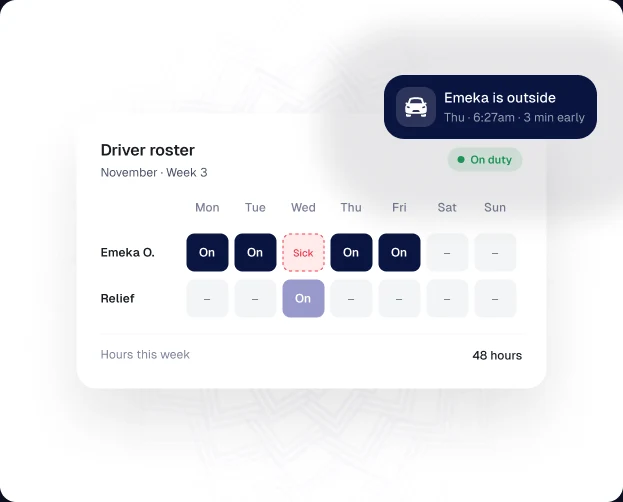 Emeka is outside
Thu · 6:27am · 3 min early
Driver roster
November · Week 3
On duty
Mon Tue Wed Thu Fri Sat Sun
Emeka O. On On Sick On On – –
Relief – – On – – – –
Hours this week 48 hours